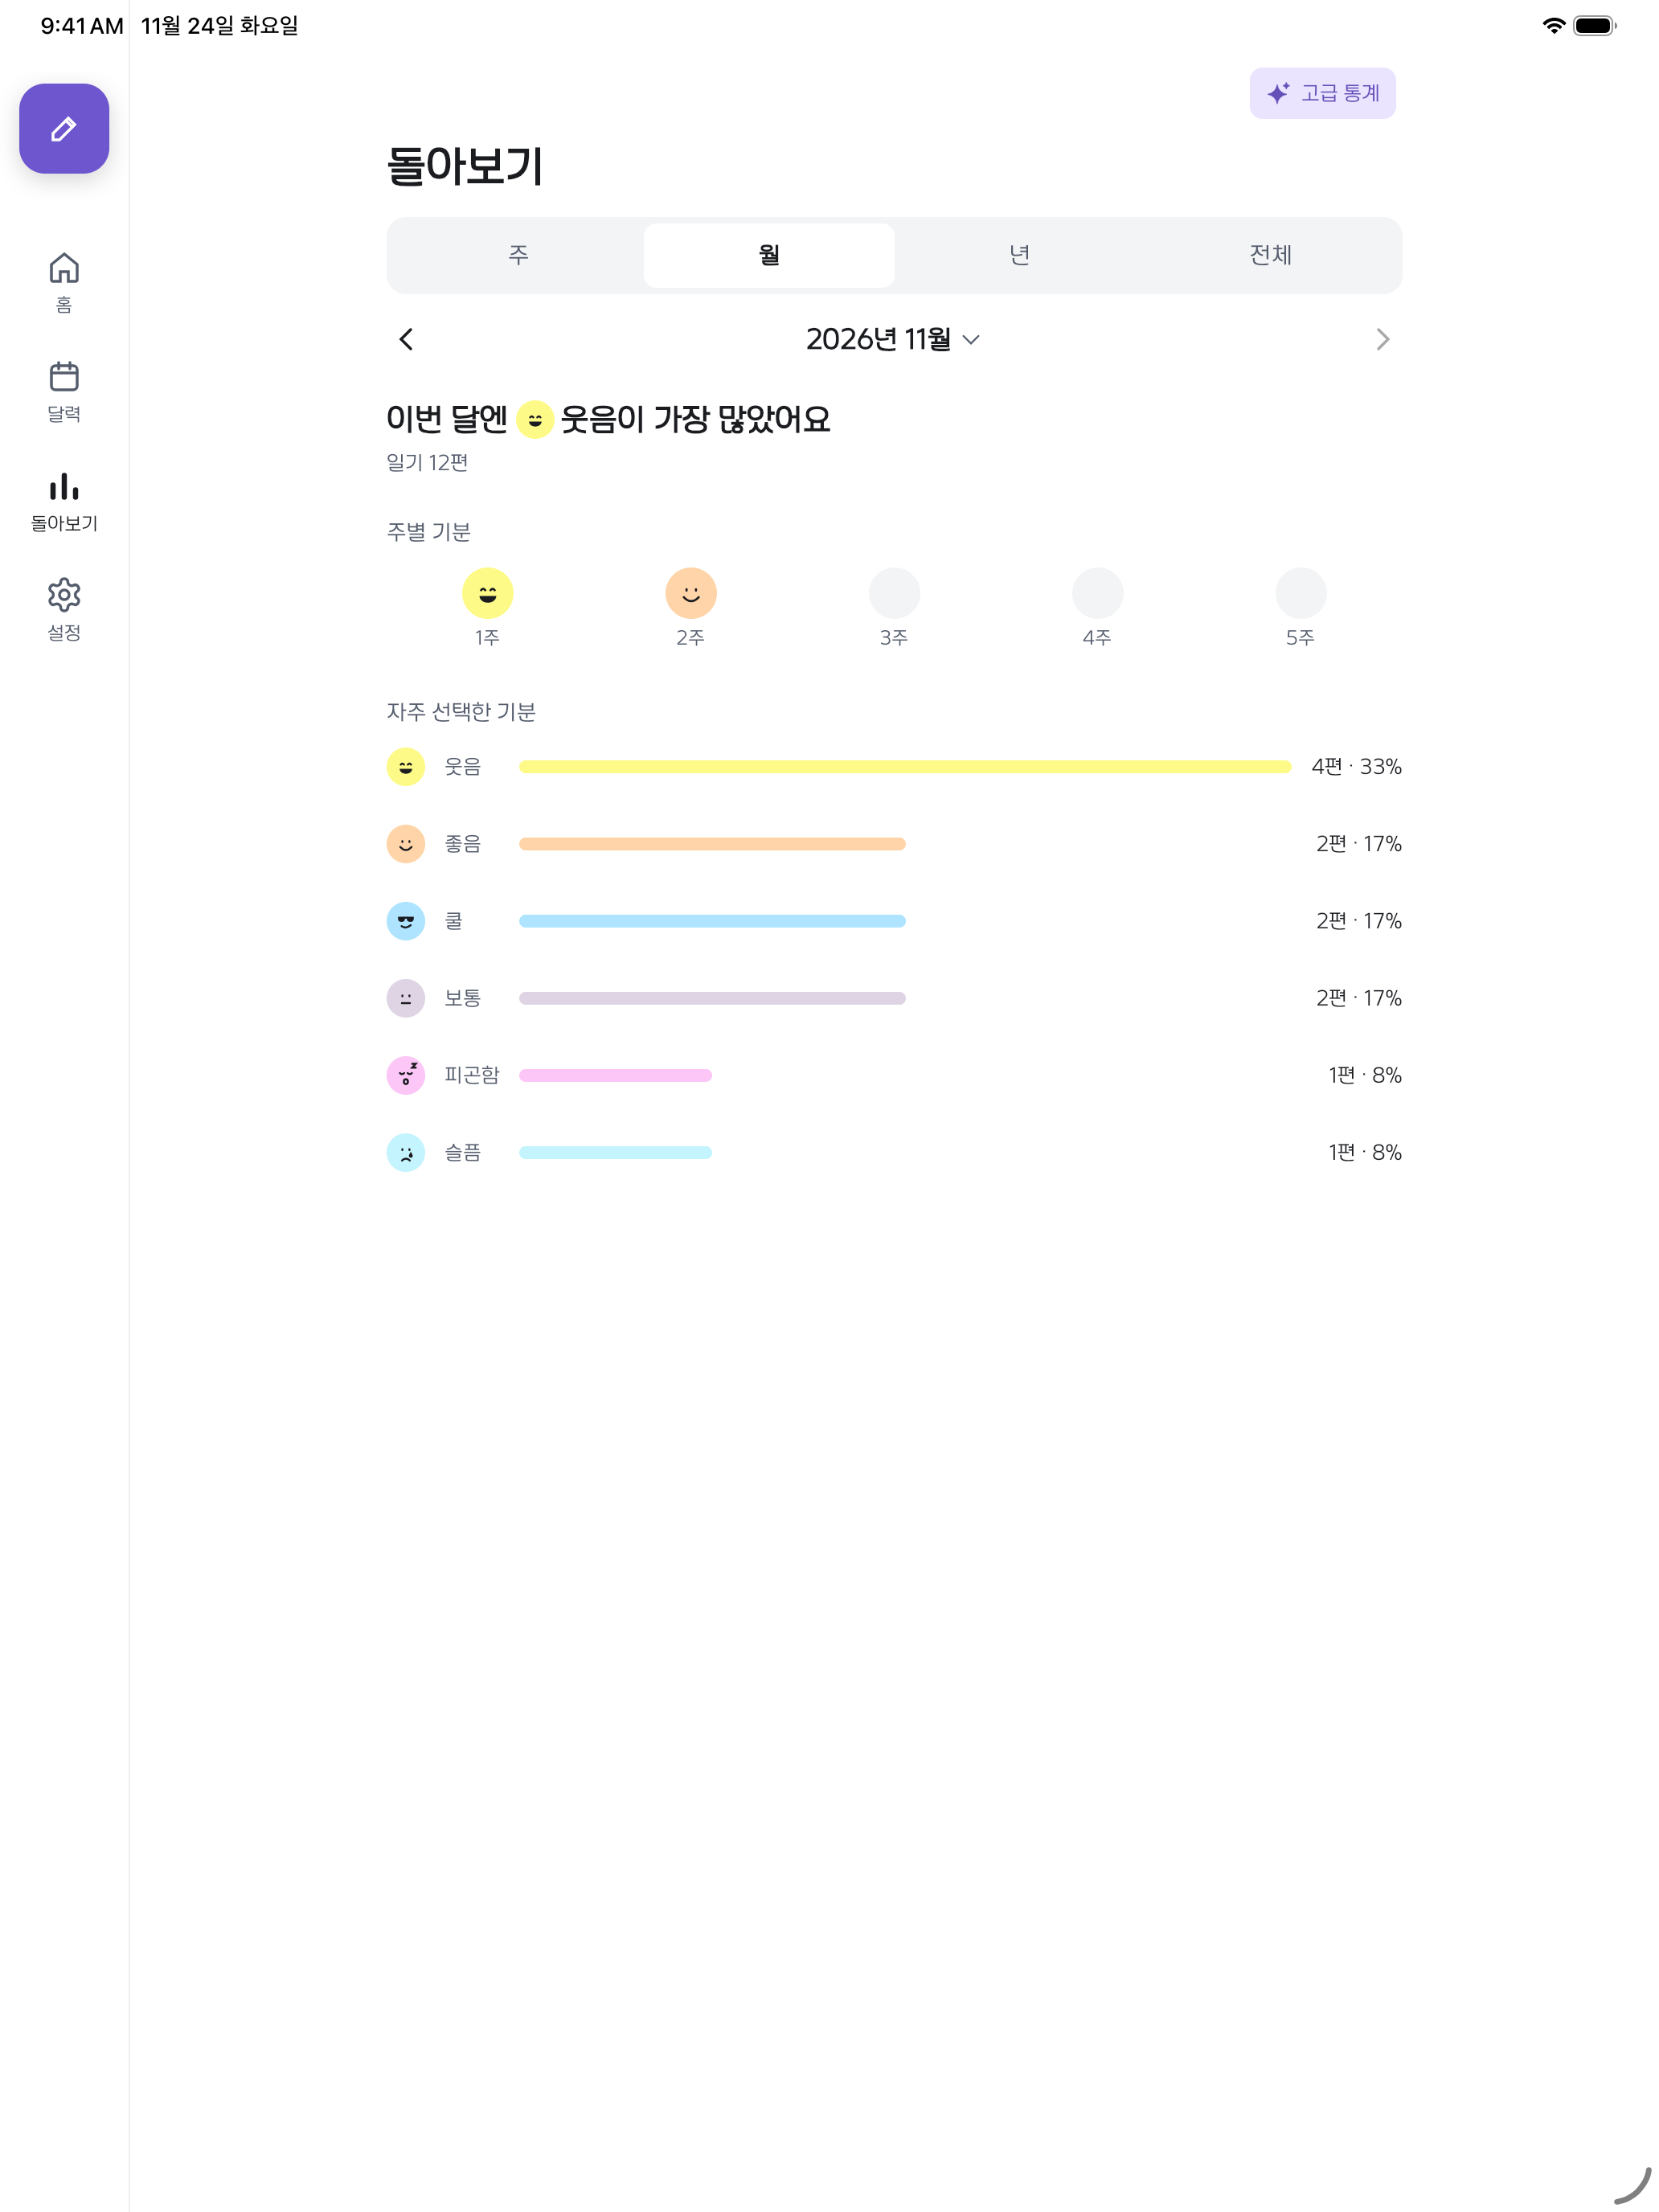 9:41 AM 11월 24일 화요일
고급 통계
돌아보기
주 월 년 전체
2026년 11월
이번 달엔 웃음이 가장 많았어요
일기 12편
주별 기분
1주 2주 3주 4주 5주
자주 선택한 기분
웃음 4편 · 33%
좋음 2편 · 17%
쿨 2편 · 17%
보통 2편 · 17%
피곤함 1편 · 8%
슬픔 1편 · 8%
홈
달력
돌아보기
설정